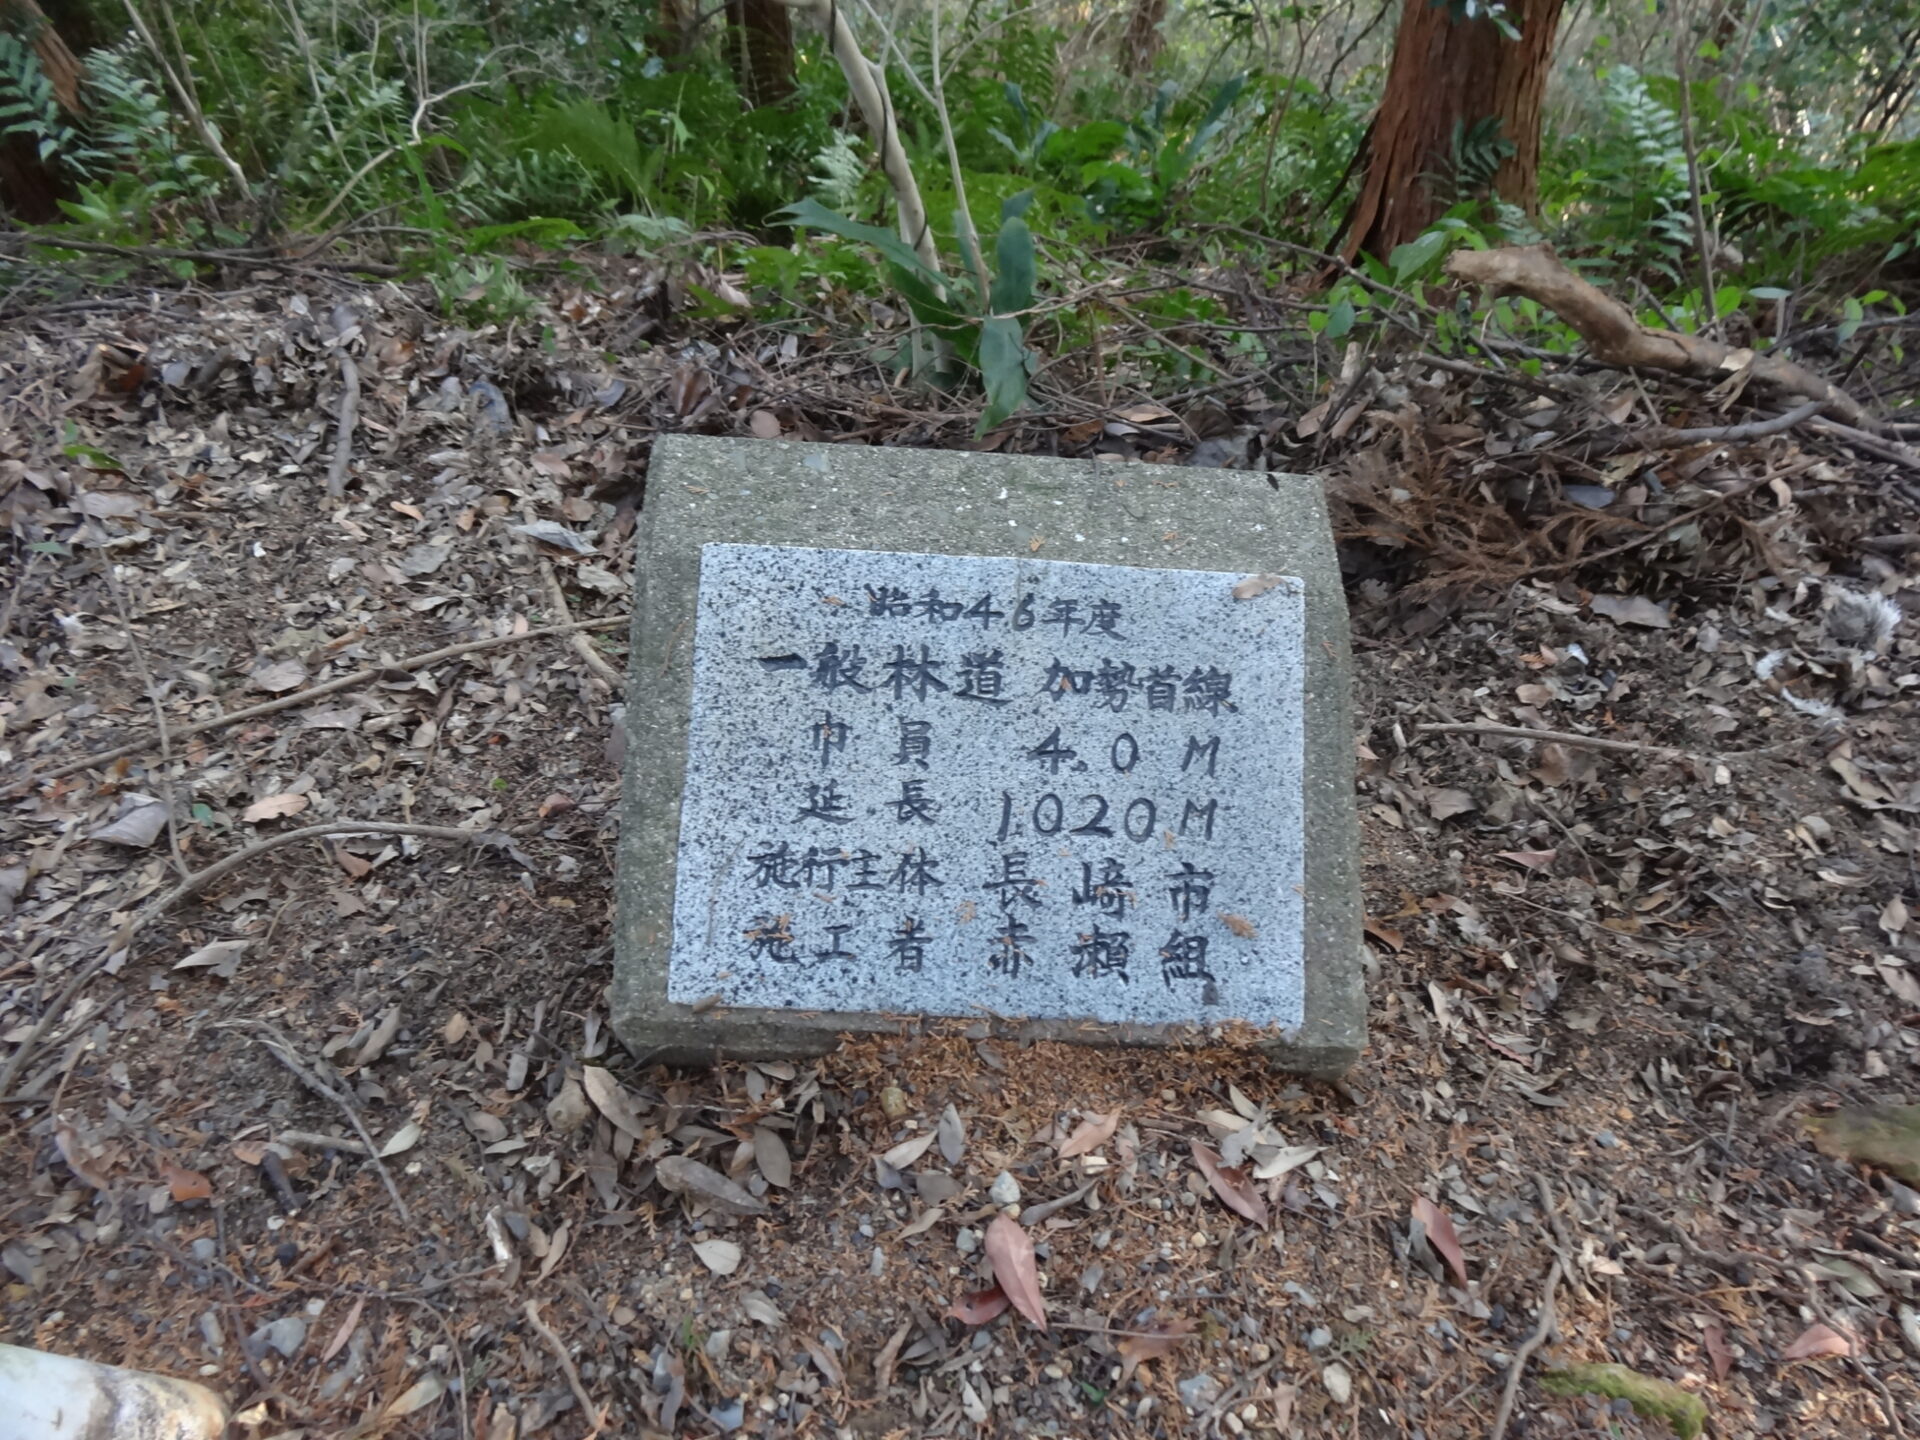 昭和46年度
一般林道 加勢首線
巾員 4.0M
延長 1020M
施行主体 長崎市
施工者 赤瀬組